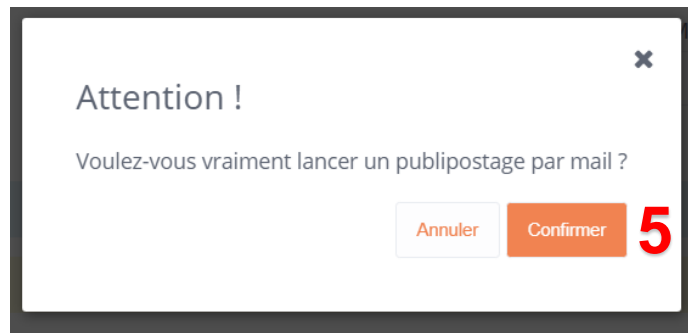 Attention !
Voulez-vous vraiment lancer un publipostage par mail ?
Annuler Confirmer 5